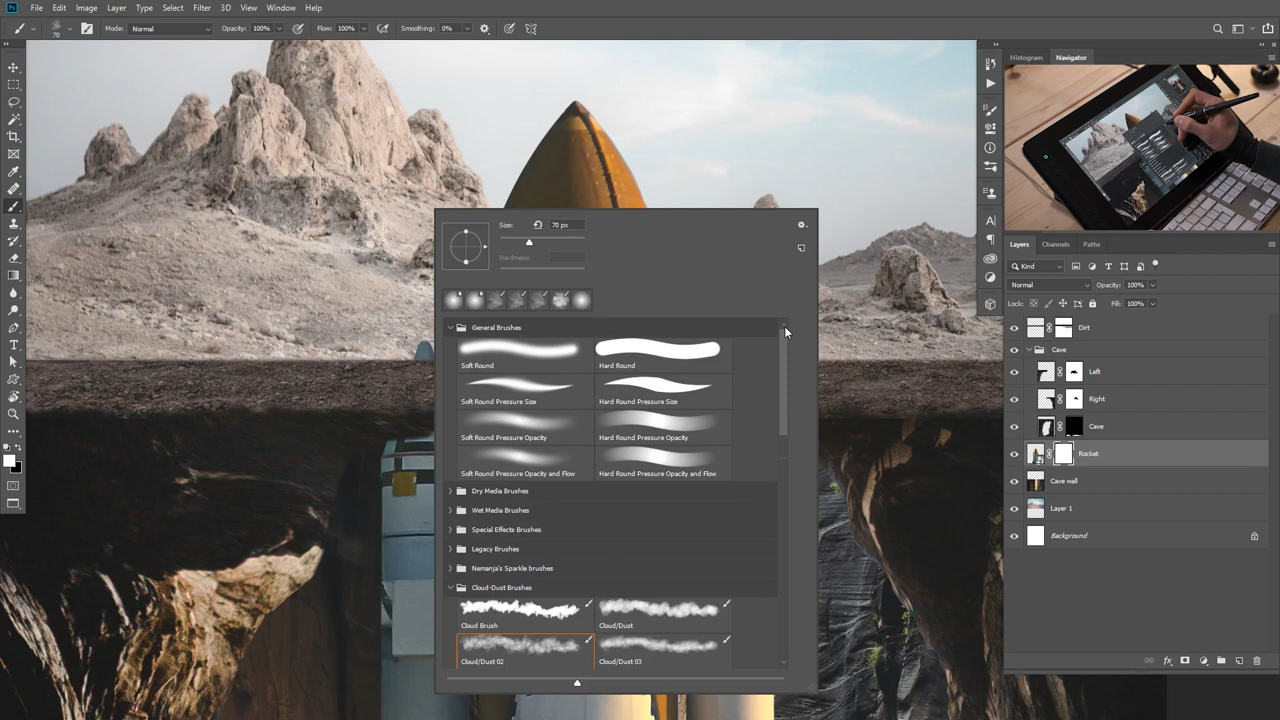 Ps File Edit Image Layer Type Select Filter 3D View Window Help
70 Mode: Normal Opacity: 100% Flow: 100% Smoothing: 0%
Histogram Navigator
Size: 70 px
Hardness:
Layers Channels Paths
Kind
Normal Opacity: 100%
Lock: Fill: 100%
General Brushes
Soft Round Hard Round
Soft Round Pressure Size Hard Round Pressure Size
Soft Round Pressure Opacity Hard Round Pressure Opacity
Soft Round Pressure Opacity and Flow Hard Round Pressure Opacity and Flow
Dry Media Brushes
Wet Media Brushes
Special Effects Brushes
Legacy Brushes
Nemanja's Sparkle brushes
Cloud-Dust Brushes
Cloud Brush Cloud/Dust
Cloud/Dust 02 Cloud/Dust 03
Dirt
Cave
Left
Right
Cave
Rocket
Cave wall
Layer 1
Background